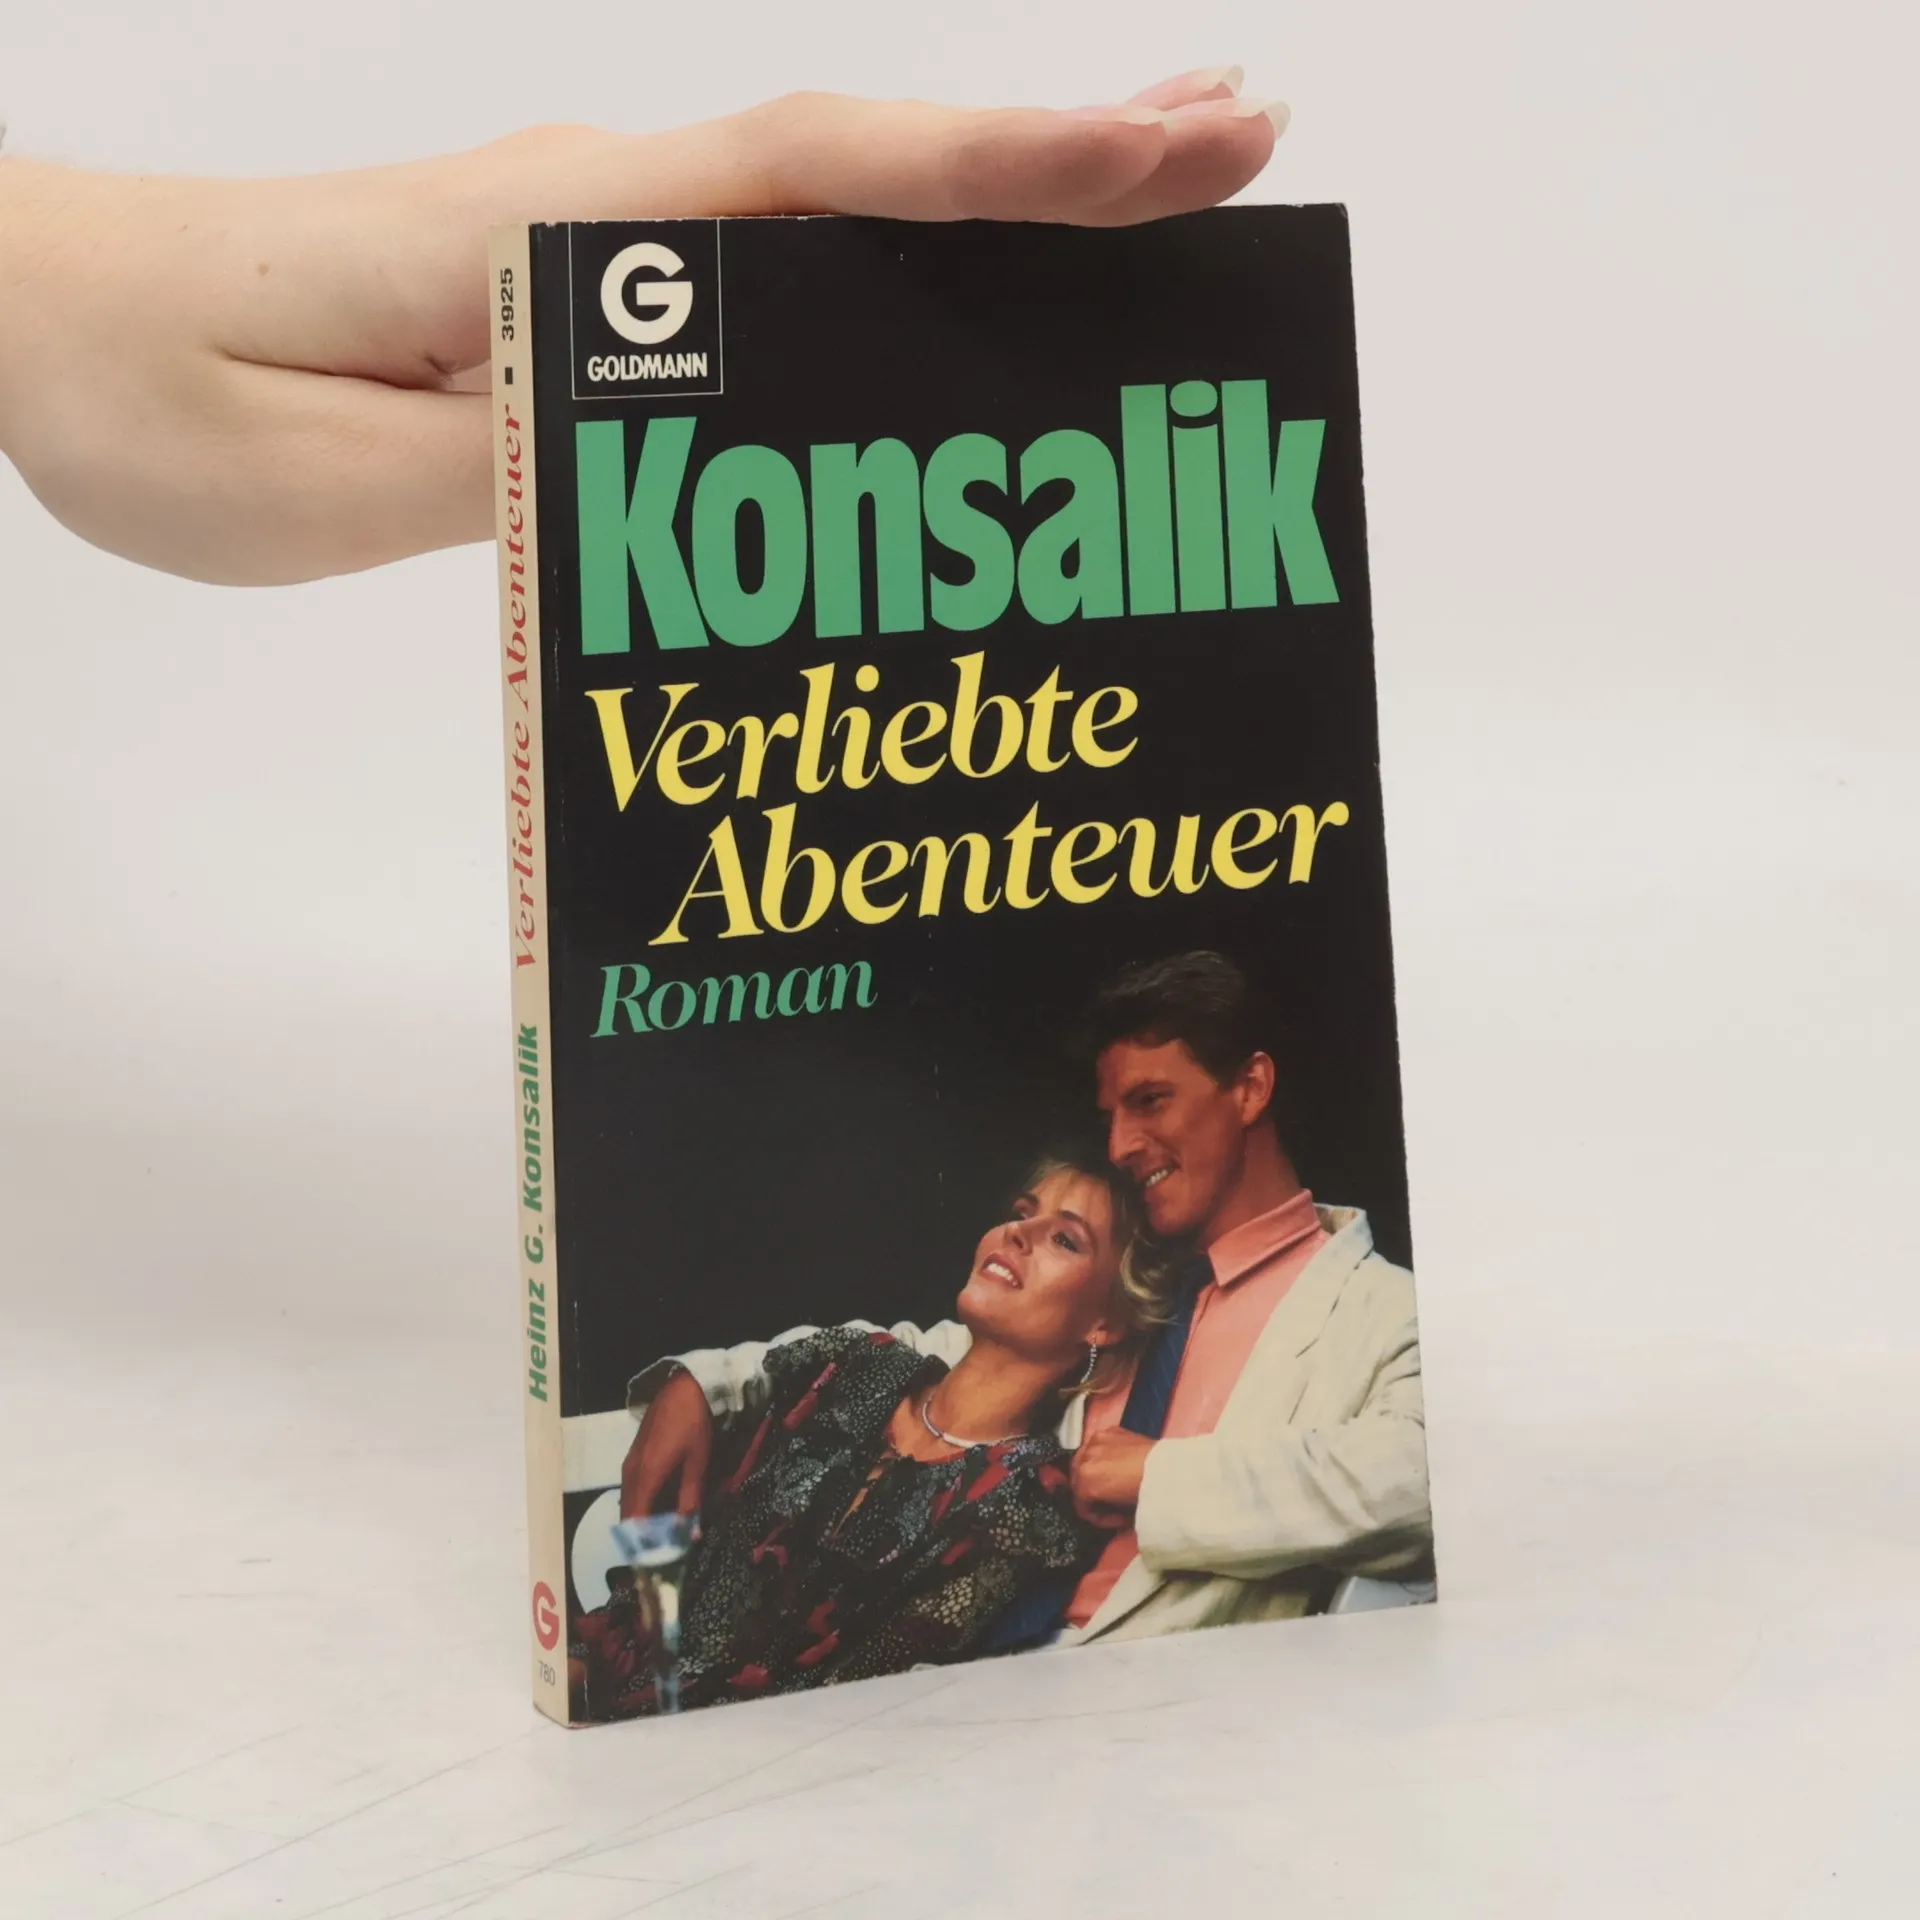 G
GOLDMANN
Konsalik
Verliebte
Abenteuer
Roman
Heinz G. Konsalik Verliebte Abenteuer ■ 3925
G
780